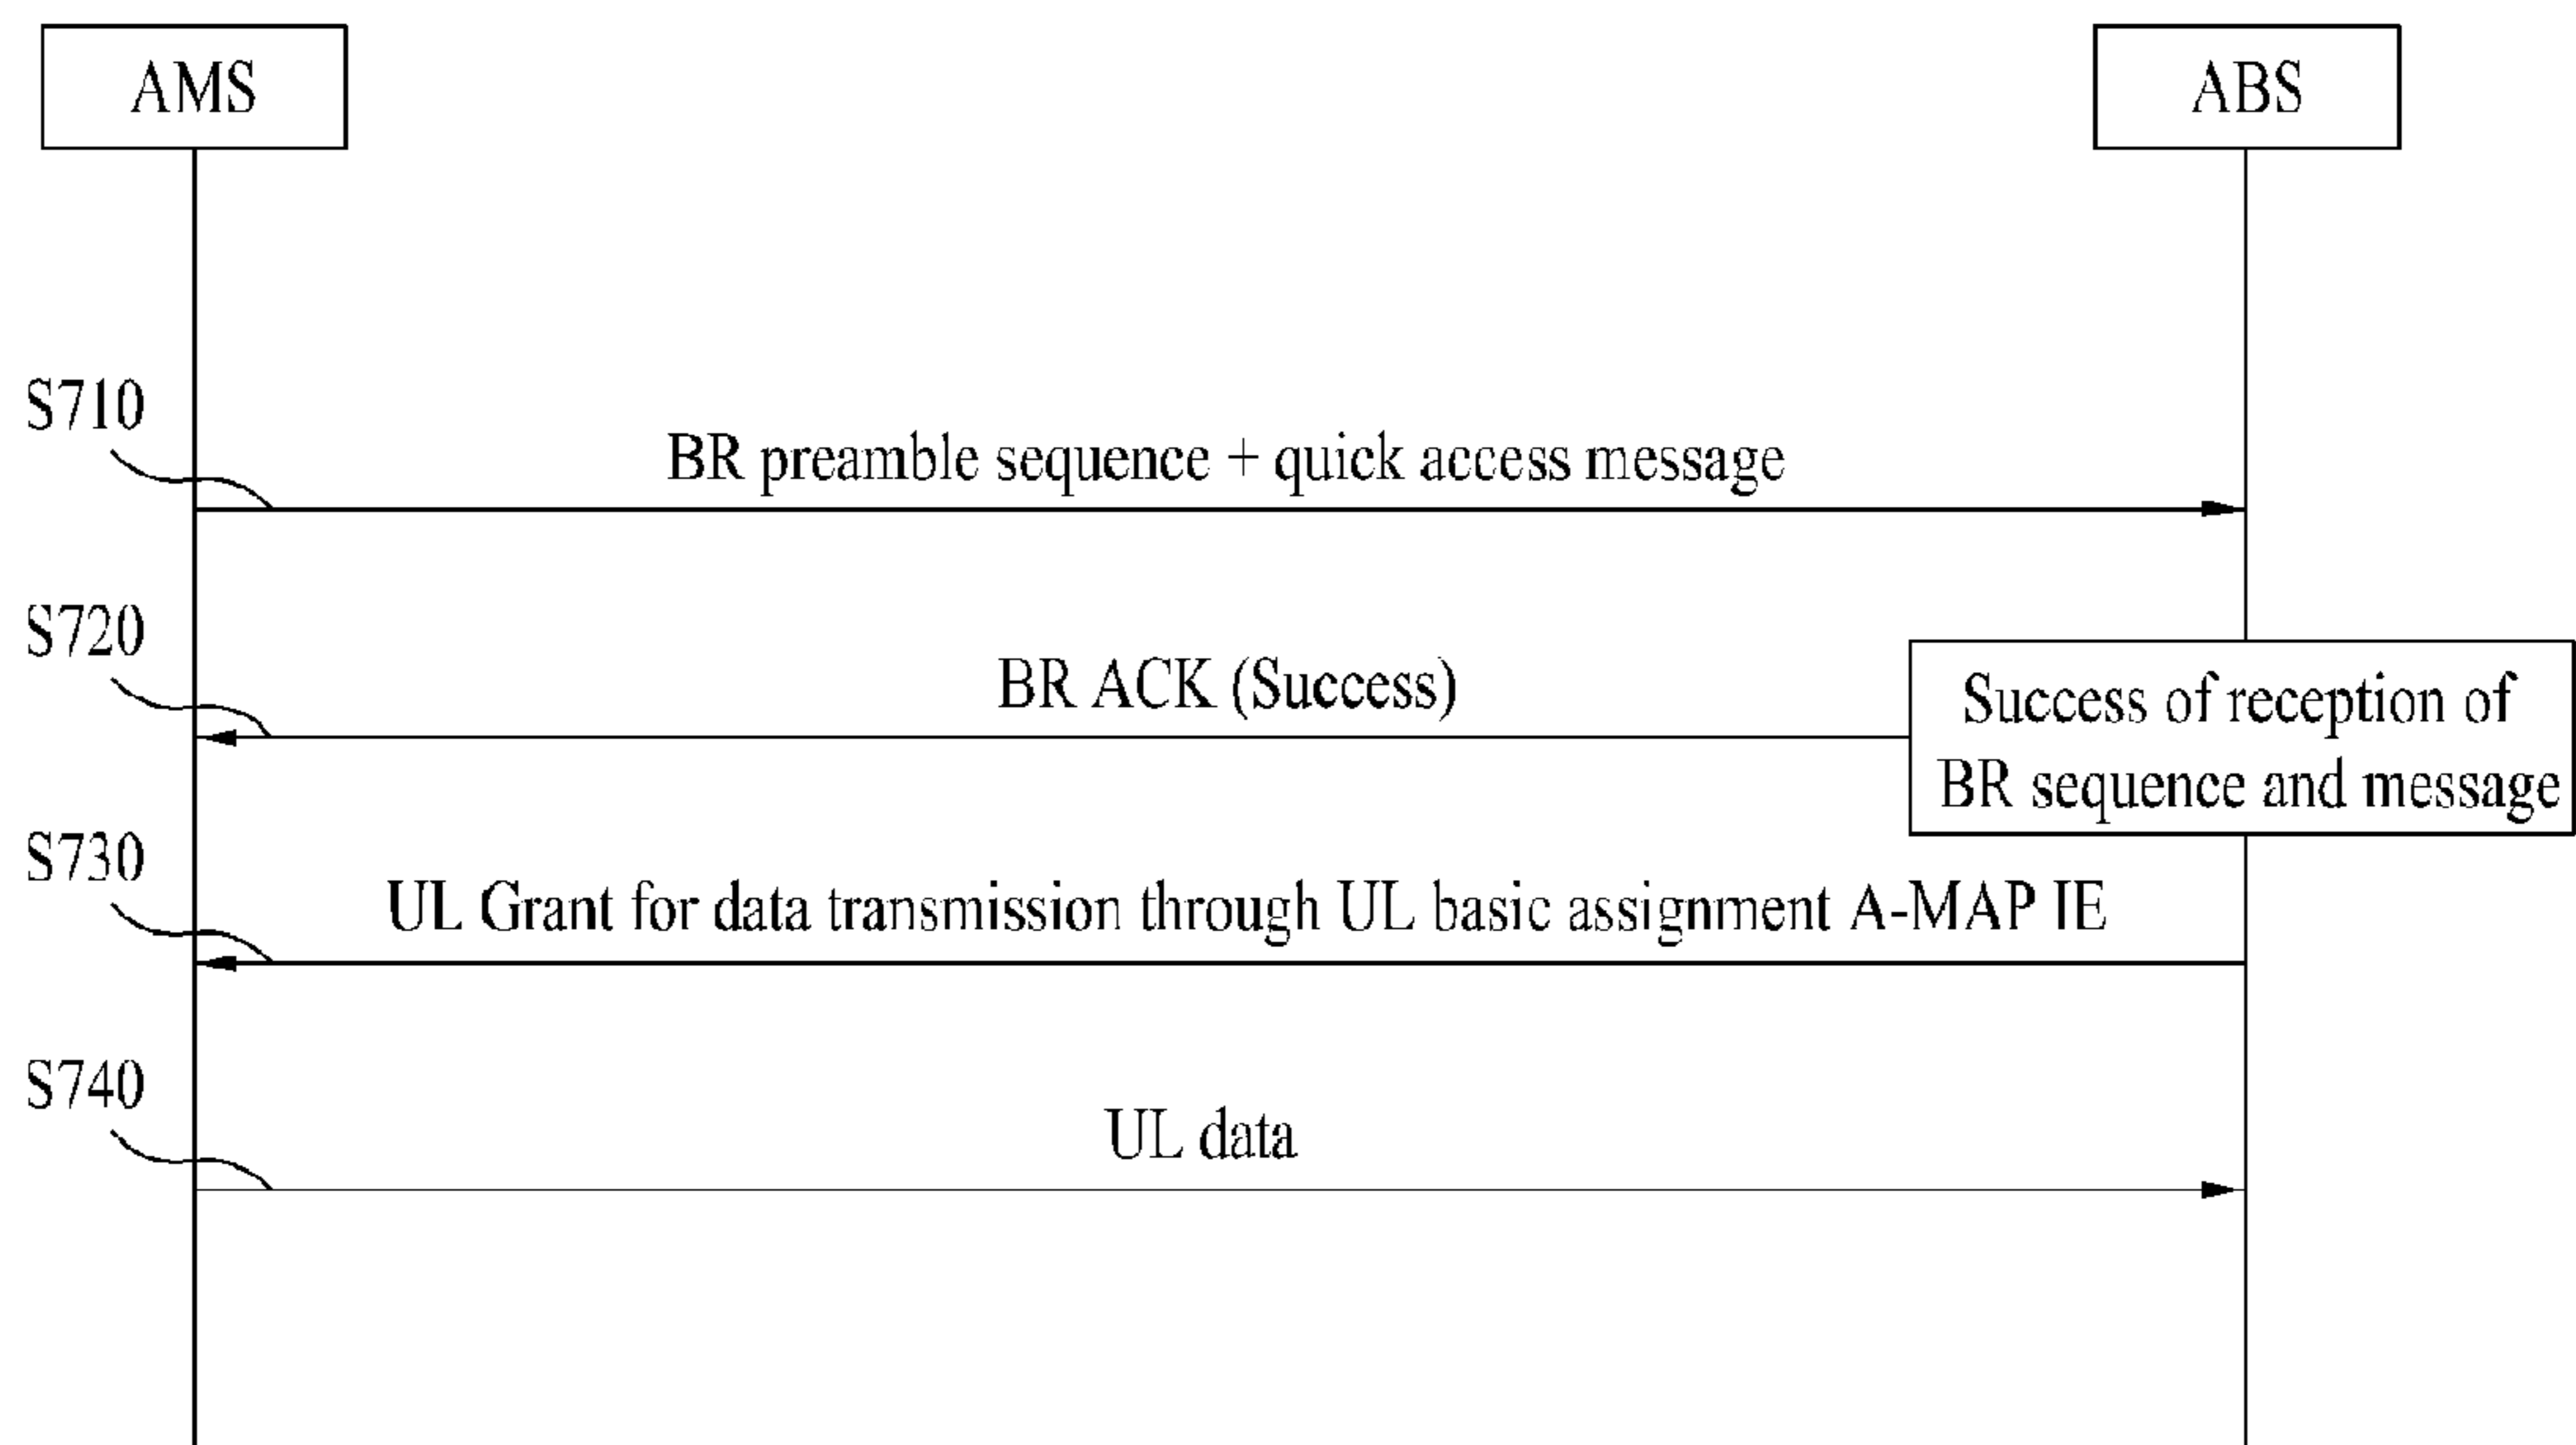 AMS
ABS
S710
BR preamble sequence + quick access message
S720
BR ACK (Success)
Success of reception of
BR sequence and message
S730
UL Grant for data transmission through UL basic assignment A-MAP IE
S740
UL data